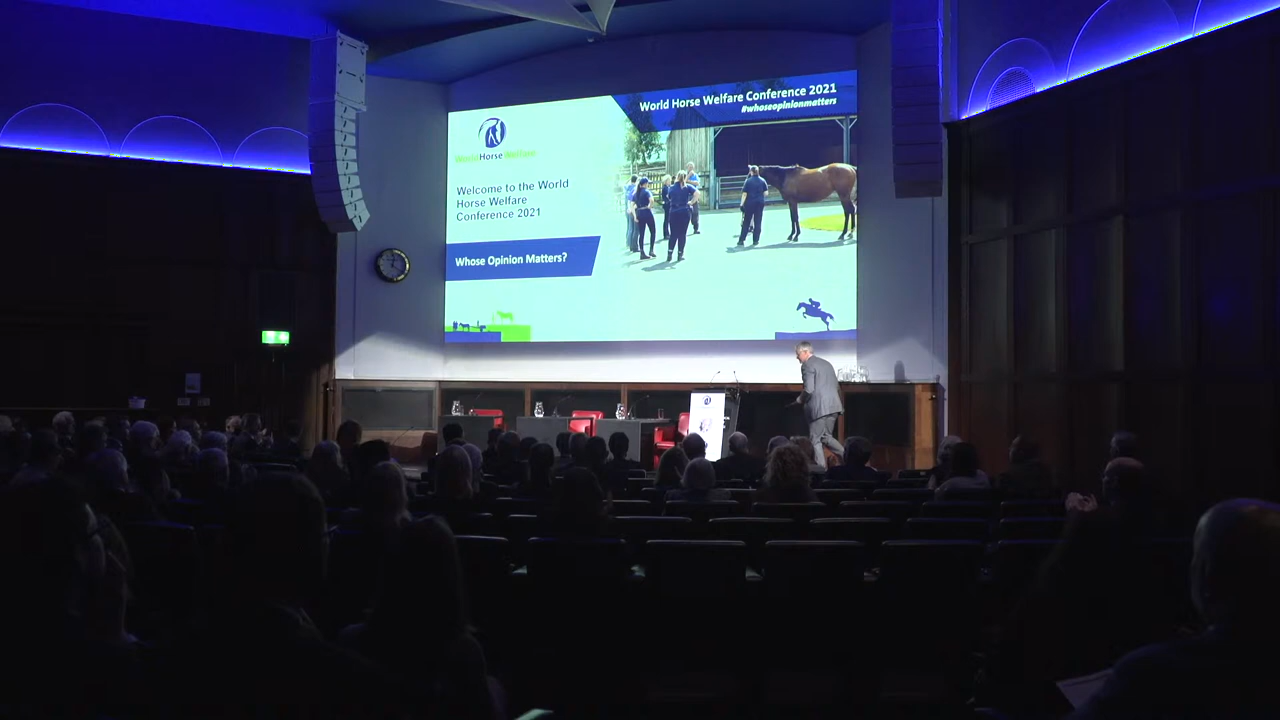 World Horse Welfare Conference 2021
#whoseopinionmatters
World Horse Welfare
Welcome to the World
Horse Welfare
Conference 2021
Whose Opinion Matters?